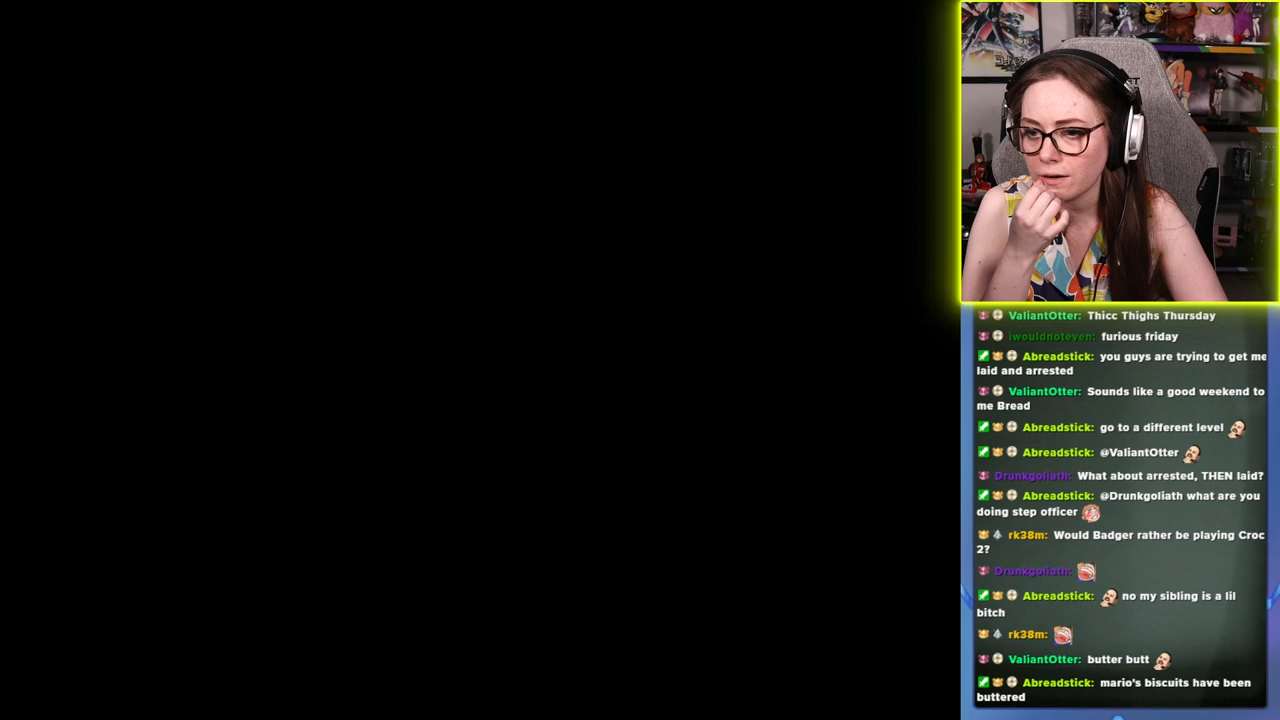 ValiantOtter: Thicc Thighs Thursday
iwouldnoteven: furious friday
Abreadstick: you guys are trying to get me
laid and arrested
ValiantOtter: Sounds like a good weekend to
me Bread
Abreadstick: go to a different level
Abreadstick: @ValiantOtter
Drunkgoliath: What about arrested, THEN laid?
Abreadstick: @Drunkgoliath what are you
doing step officer
rk38m: Would Badger rather be playing Croc
2?
Drunkgoliath:
Abreadstick: no my sibling is a lil
bitch
rk38m:
ValiantOtter: butter butt
Abreadstick: mario's biscuits have been
buttered